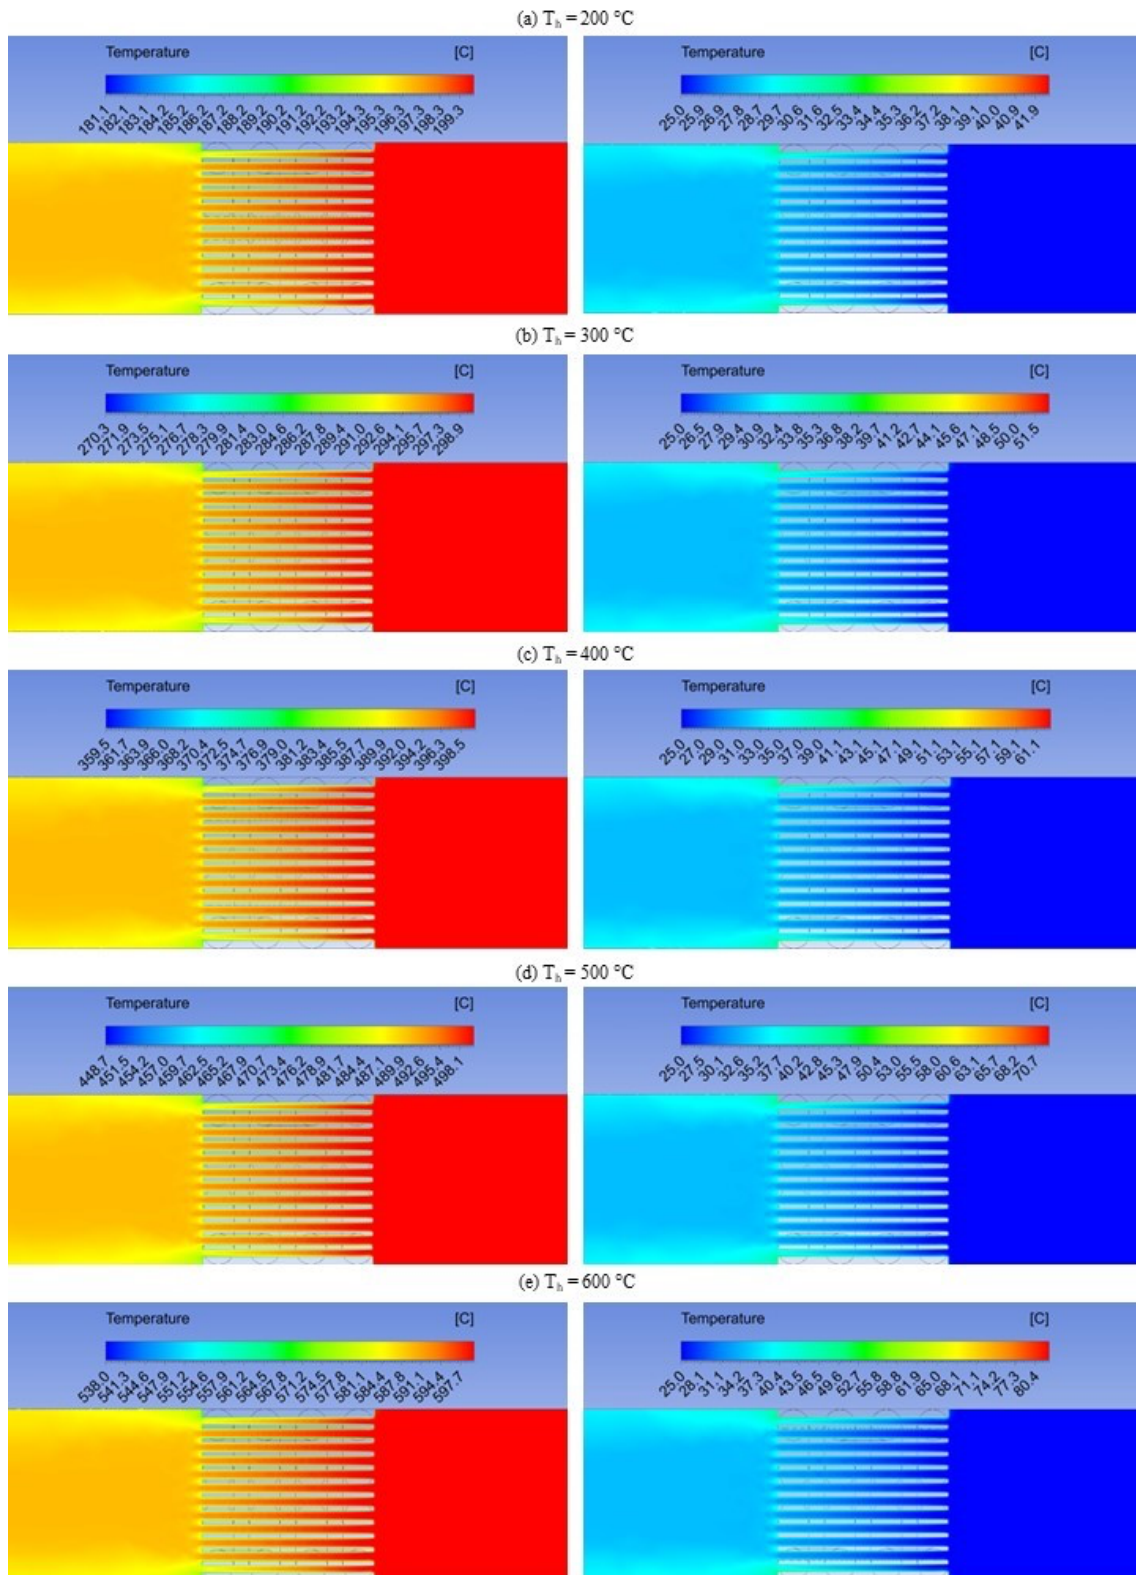 (a) Tₕ = 200 °C
Temperature [C]
181.1 182.1 183.1 184.2 185.2 186.2 187.2 188.2 189.2 190.2 191.2 192.2 193.2 194.3 195.3 196.3 197.3 198.3 199.3
Temperature [C]
25.0 25.9 26.9 27.8 28.7 29.7 30.6 31.6 32.5 33.4 34.4 35.3 36.2 37.2 38.1 39.1 40.0 40.9 41.9
(b) Tₕ = 300 °C
Temperature [C]
270.3 271.9 273.5 275.1 276.7 278.3 279.9 281.4 283.0 284.6 286.2 287.8 289.4 291.0 292.6 294.1 295.7 297.3 298.9
Temperature [C]
25.0 26.5 27.9 29.4 30.9 32.4 33.8 35.3 36.8 38.2 39.7 41.2 42.7 44.1 45.6 47.1 48.5 50.0 51.5
(c) Tₕ = 400 °C
Temperature [C]
359.5 361.7 363.9 366.0 368.2 370.4 372.5 374.7 376.9 379.0 381.2 383.4 385.5 387.7 389.9 392.0 394.2 396.3 398.5
Temperature [C]
25.0 27.0 29.0 31.0 33.0 35.0 37.0 39.0 41.1 43.1 45.1 47.1 49.1 51.1 53.1 55.1 57.1 59.1 61.1
(d) Tₕ = 500 °C
Temperature [C]
448.7 451.5 454.2 457.0 459.7 462.5 465.2 467.9 470.7 473.4 476.2 478.9 481.7 484.4 487.1 489.9 492.6 495.4 498.1
Temperature [C]
25.0 27.5 30.1 32.6 35.2 37.7 40.2 42.8 45.3 47.9 50.4 53.0 55.5 58.0 60.6 63.1 65.7 68.2 70.7
(e) Tₕ = 600 °C
Temperature [C]
538.0 541.3 544.6 547.9 551.2 554.6 557.9 561.2 564.5 567.8 571.2 574.5 577.8 581.1 584.4 587.8 591.1 594.4 597.7
Temperature [C]
25.0 28.1 31.1 34.2 37.3 40.4 43.5 46.5 49.6 52.7 55.8 58.8 61.9 65.0 68.1 71.1 74.2 77.3 80.4